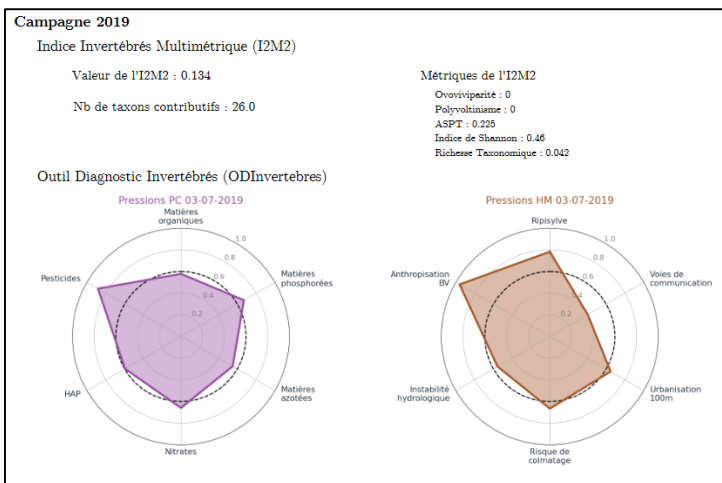 Campagne 2019
Indice Invertébrés Multimétrique (I2M2)
Valeur de l'I2M2 : 0.134
Nb de taxons contributifs : 26.0
Métriques de l'I2M2
Ovoviviparité : 0
Polyvoltinisme : 0
ASPT : 0.225
Indice de Shannon : 0.46
Richesse Taxonomique : 0.042
Outil Diagnostic Invertébrés (ODInvertebres)
Pressions PC 03-07-2019
Matières
organiques
1.0
0.8
0.6
0.4
0.2
Matières
phosphorées
Matières
azotées
Nitrates
HAP
Pesticides
Pressions HM 03-07-2019
Ripisylve
1.0
0.8
0.6
0.4
0.2
Voies de
communication
Urbanisation
100m
Risque de
colmatage
Instabilité
hydrologique
Anthropisation
BV